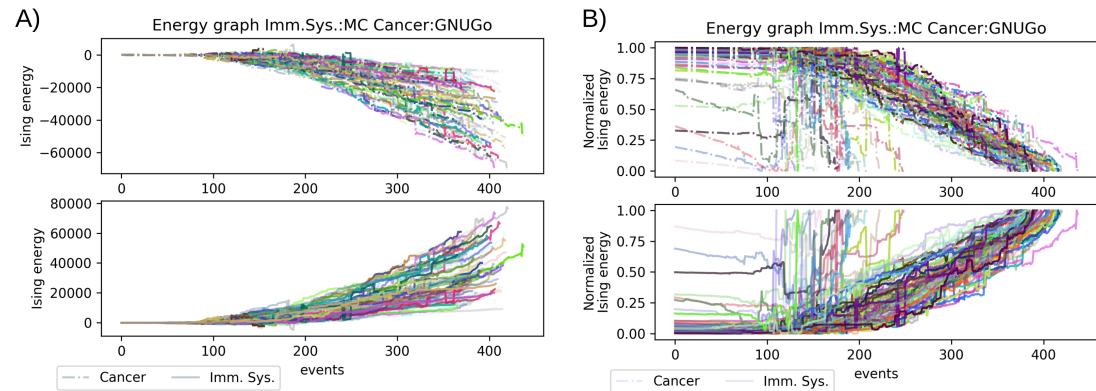 A)
Energy graph Imm.Sys.:MC Cancer:GNUGo
Ising energy
0
−20000
−40000
−60000
0 100 200 300 400
Ising energy
80000
60000
40000
20000
0
0 100 200 300 400
events
Cancer Imm. Sys.
B)
Energy graph Imm.Sys.:MC Cancer:GNUGo
Normalized
Ising energy
1.00
0.75
0.50
0.25
0.00
0 100 200 300 400
Normalized
Ising energy
1.00
0.75
0.50
0.25
0.00
0 100 200 300 400
events
Cancer Imm. Sys.